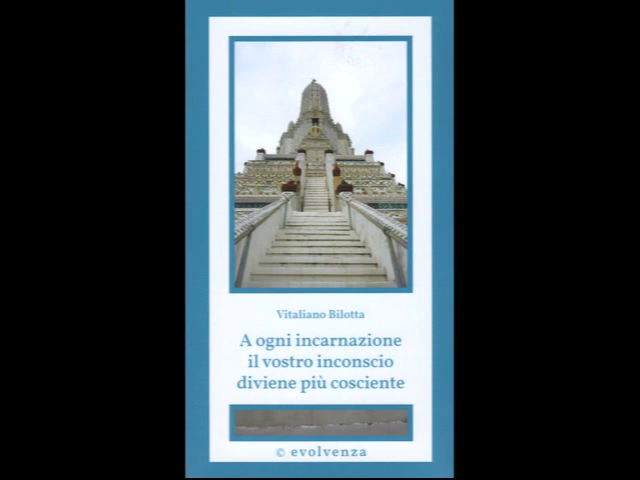 Vitaliano Bilotta
A ogni incarnazione
il vostro inconscio
diviene più cosciente
© evolvenza